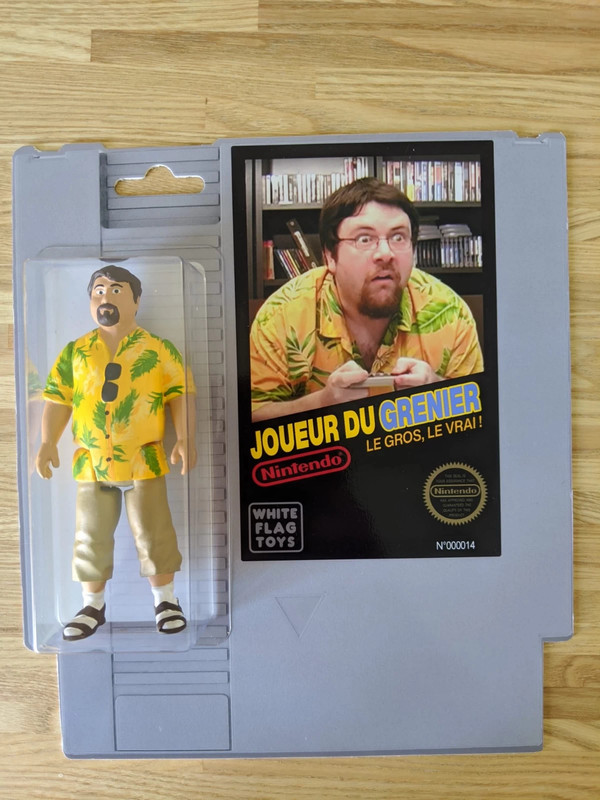 JOUEUR DU GRENIER
LE GROS, LE VRAI !
Nintendo®
WHITE
FLAG
TOYS
Nintendo
N°000014